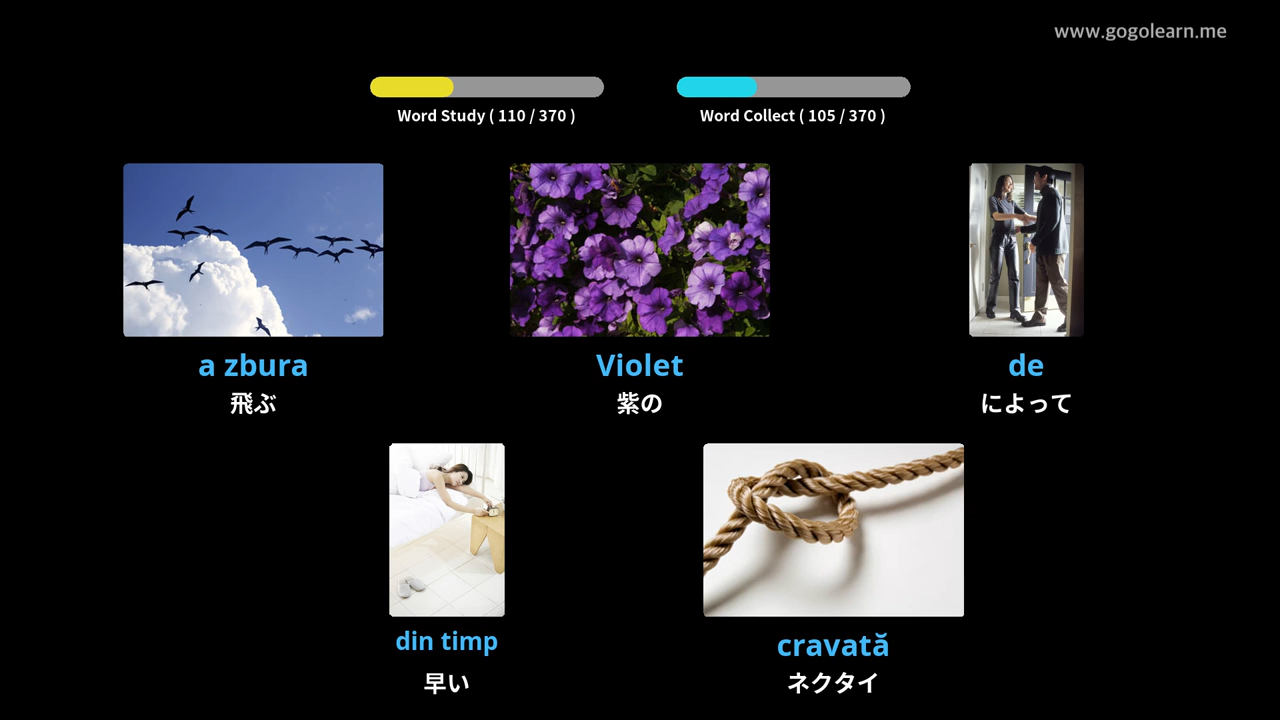 www.gogolearn.me
Word Study ( 110 / 370 )
Word Collect ( 105 / 370 )
a zbura
飛ぶ
Violet
紫の
de
によって
din timp
早い
cravată
ネクタイ